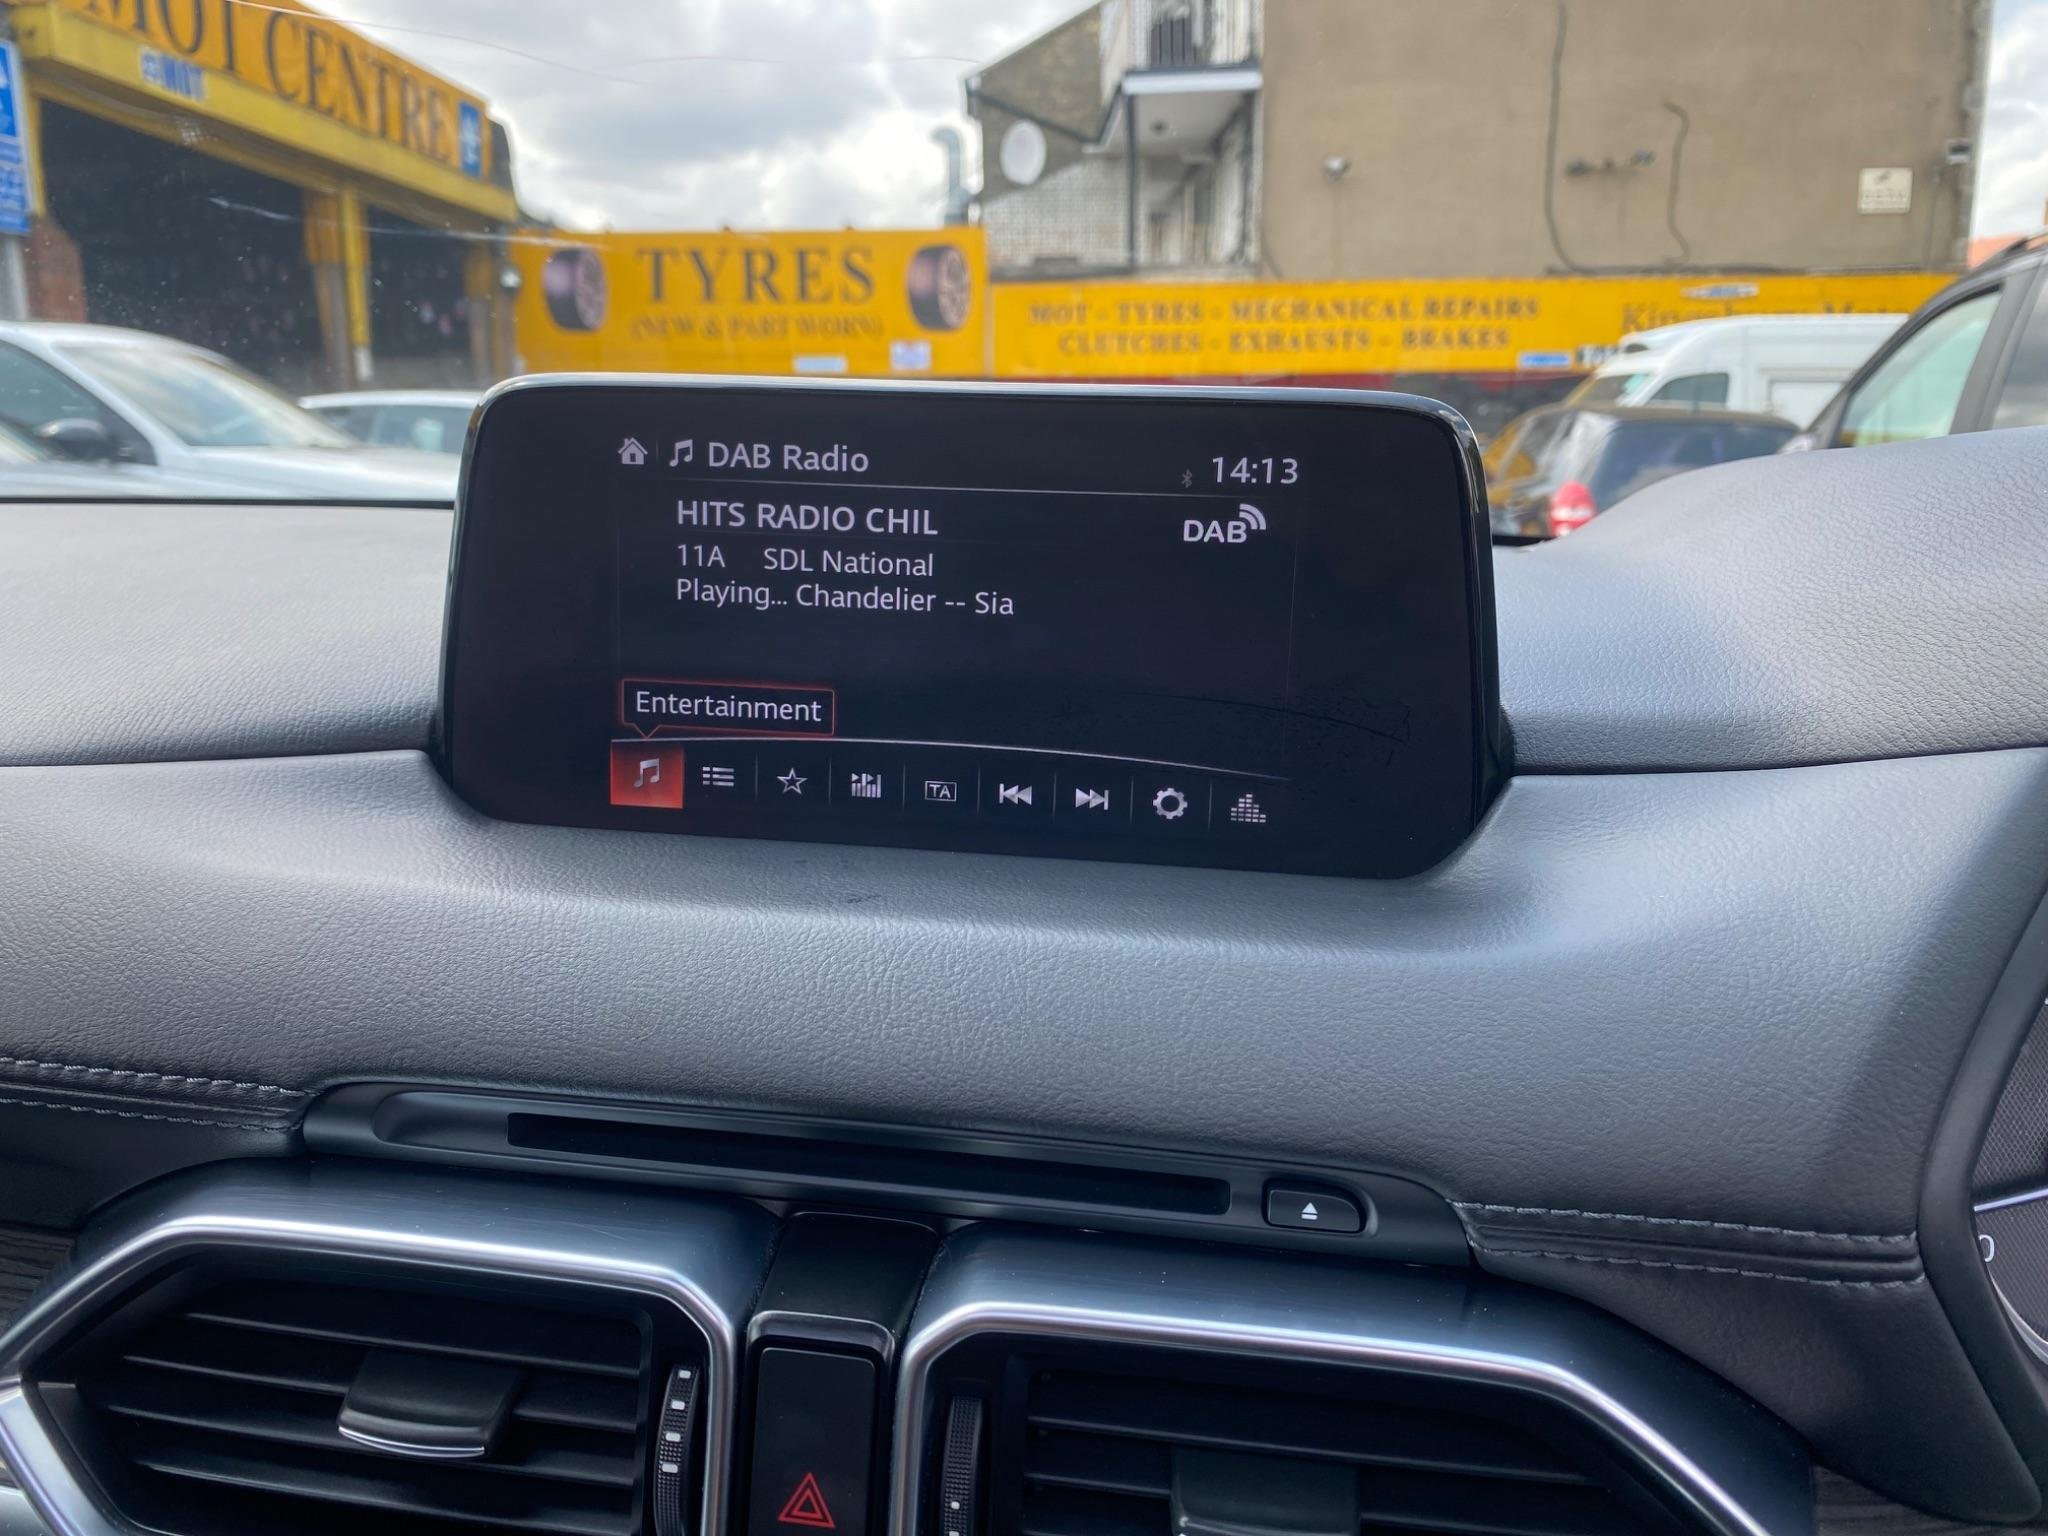 MOT CENTRE
MOT
TYRES
(NEW & PART WORN)
MOT - TYRES - MECHANICAL REPAIRS
CLUTCHES - EXHAUSTS - BRAKES
DAB Radio
14:13
HITS RADIO CHIL
DAB
11A SDL National
Playing... Chandelier -- Sia
Entertainment
TA
0